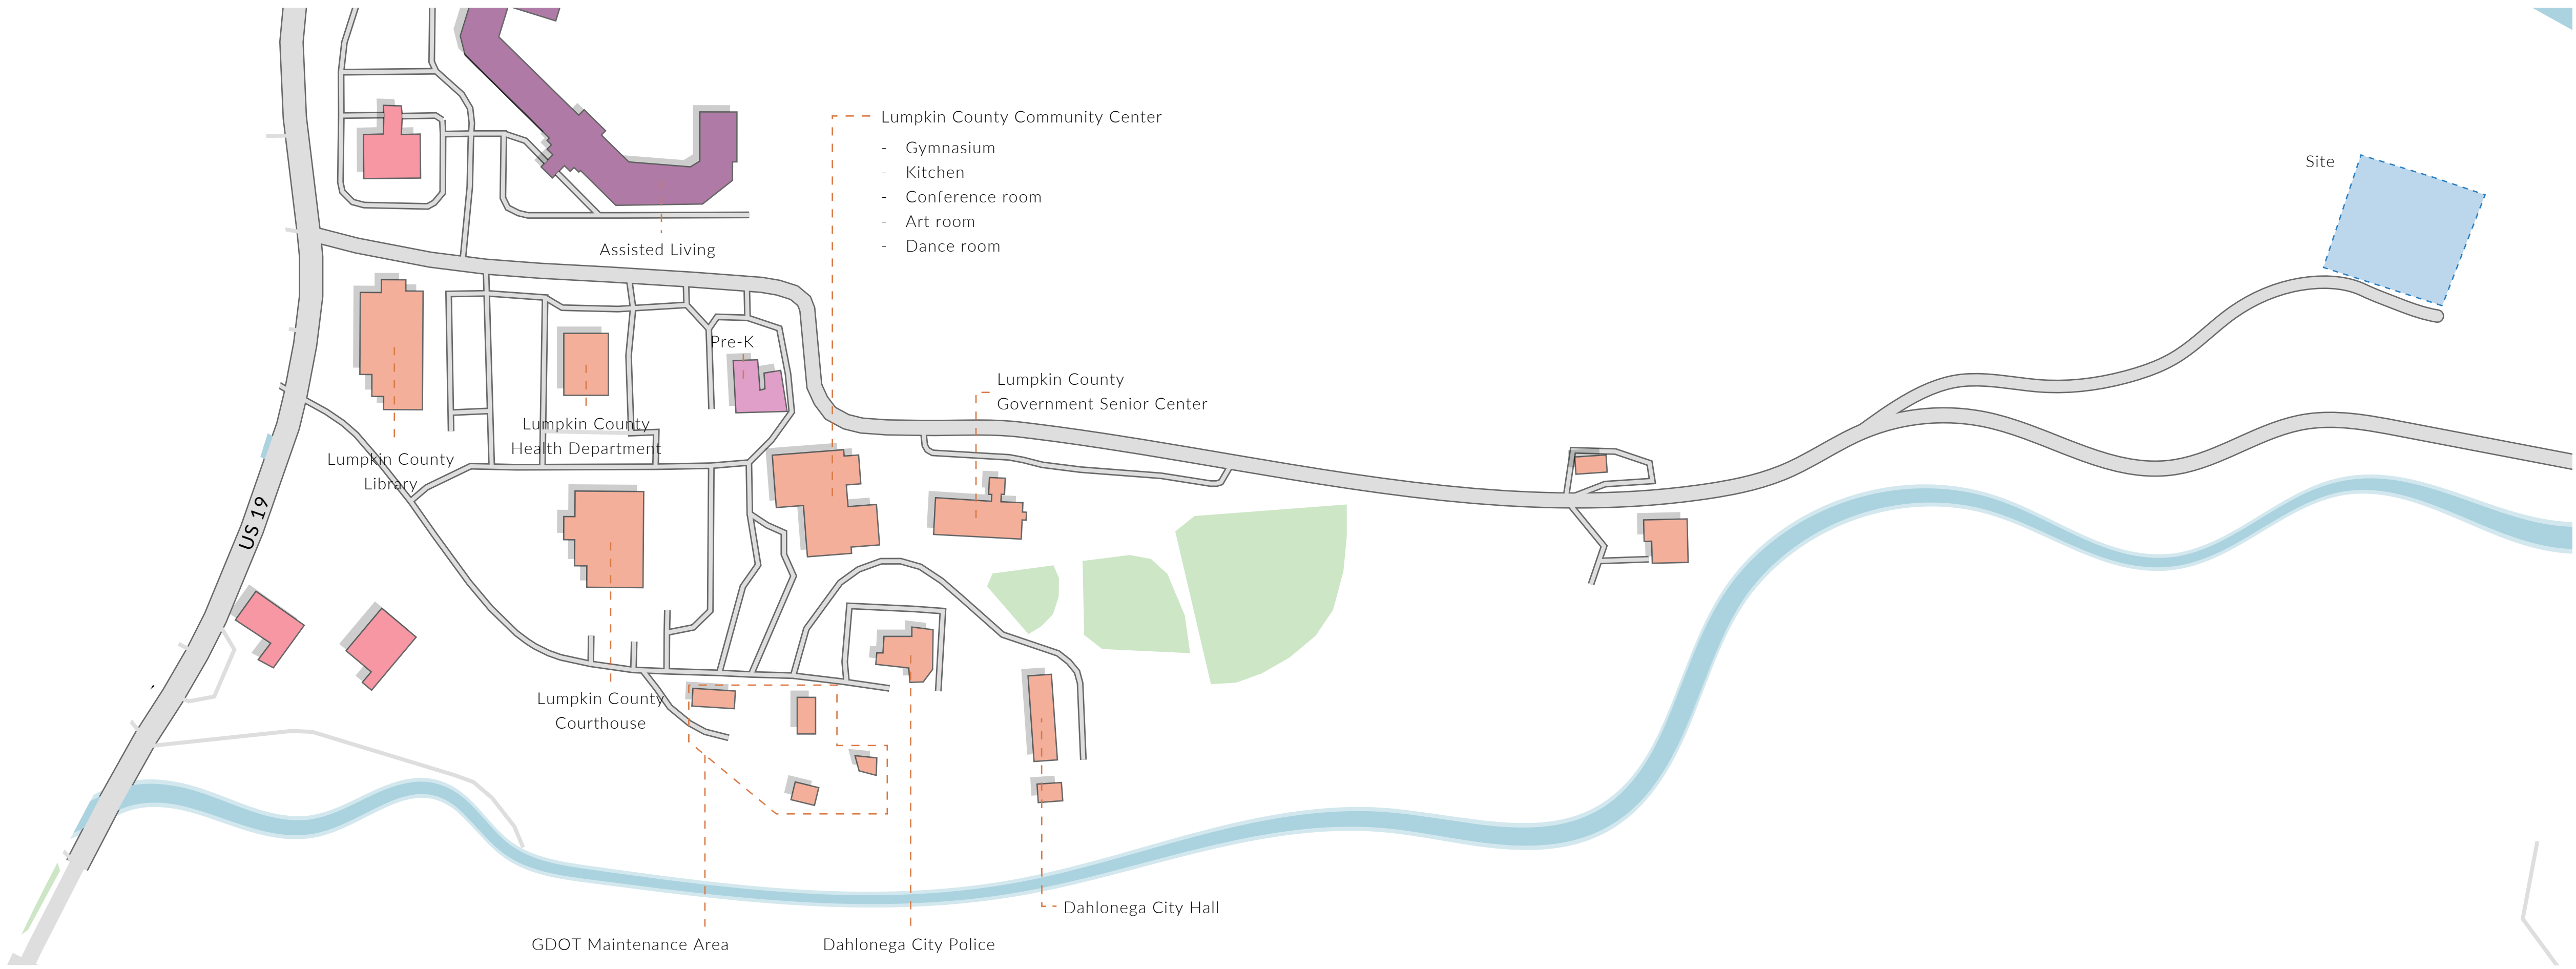 Lumpkin County Community Center
- Gymnasium
- Kitchen
- Conference room
- Art room
- Dance room
Site
Assisted Living
Pre-K
Lumpkin County
Government Senior Center
Lumpkin County
Health Department
Lumpkin County
Library
US 19
Lumpkin County
Courthouse
Dahlonega City Hall
GDOT Maintenance Area
Dahlonega City Police